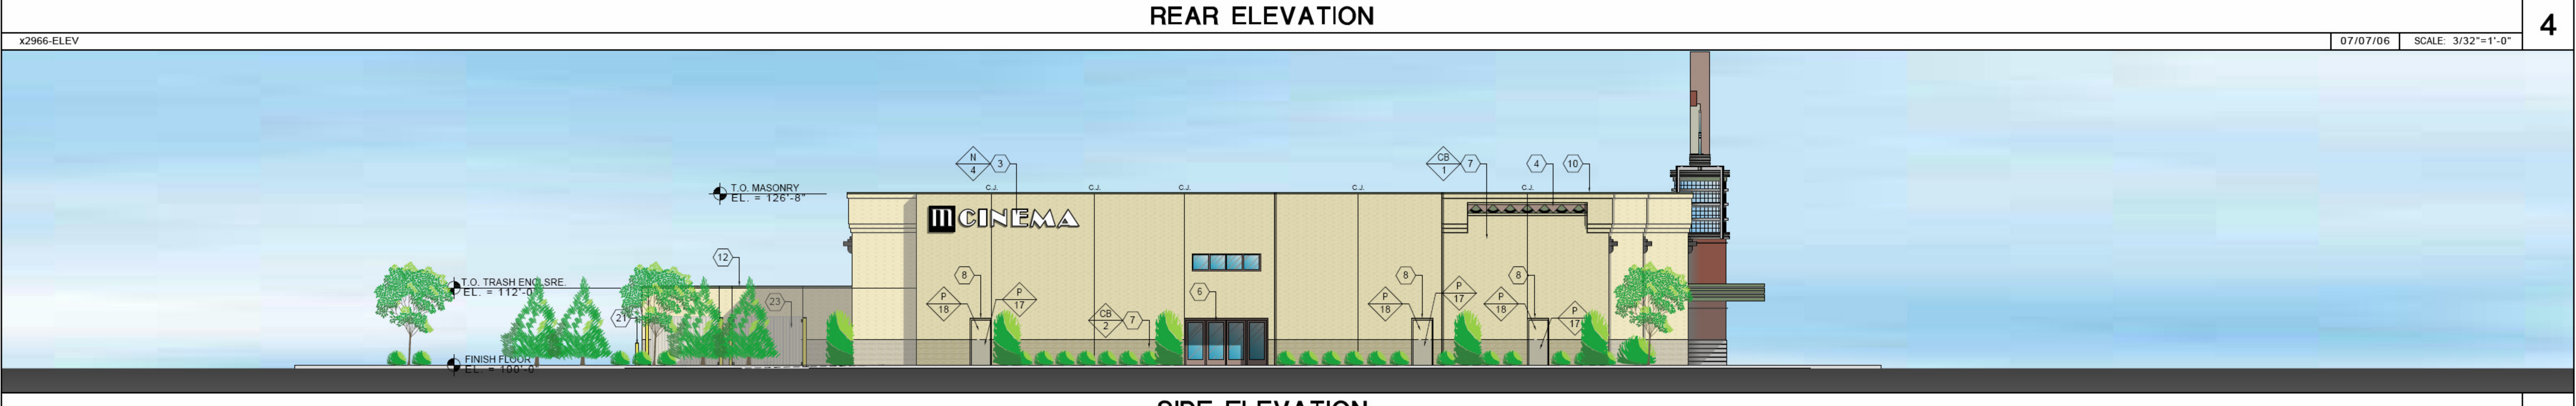 REAR ELEVATION
4
x2966-ELEV
07/07/06
SCALE: 3/32"=1'-0"
N
4
3
CB
1
7
4
10
T.O. MASONRY
EL. = 126'-8"
C.J.
C.J.
C.J.
C.J.
C.J.
m CINEMA
12
T.O. TRASH ENCLSRE.
EL. = 112'-0"
8
8
8
6
23
21
P
18
P
17
CB
2
7
P
18
P
17
P
18
P
17
FINISH FLOOR
EL. = 100'-0"
SIDE ELEVATION